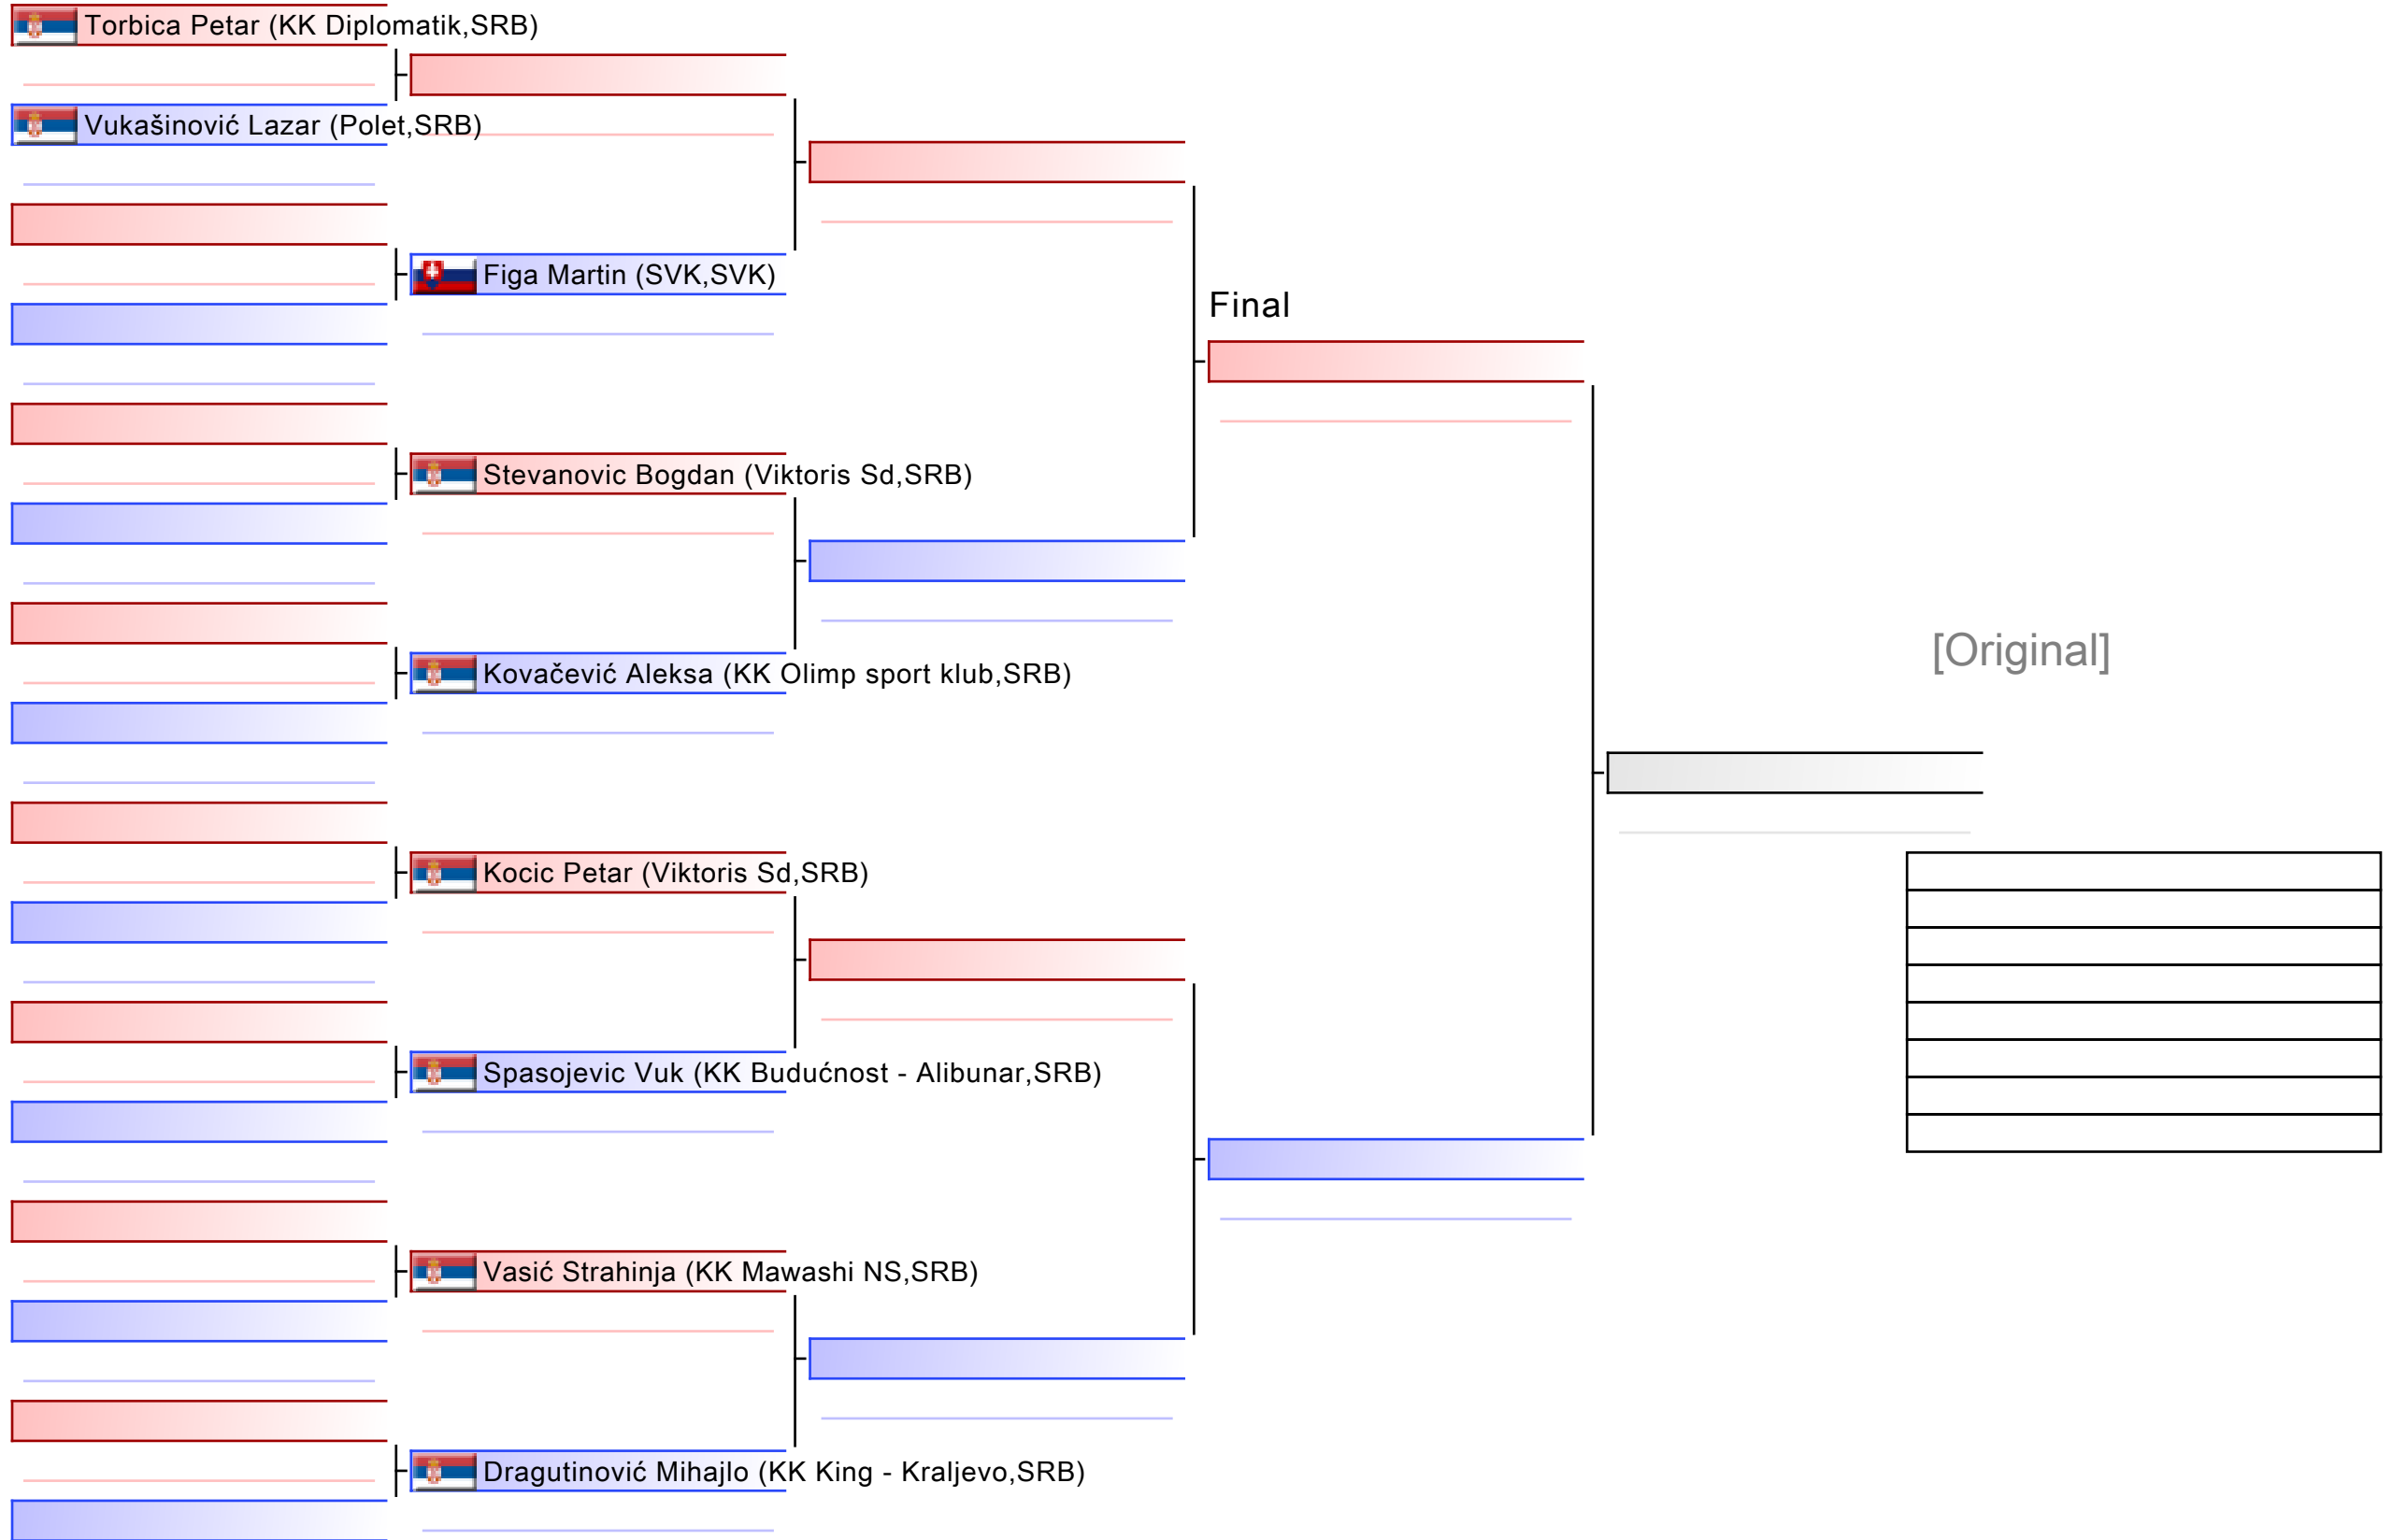 Torbica Petar (KK Diplomatik,SRB)
Vukašinović Lazar (Polet,SRB)
Figa Martin (SVK,SVK)
Final
Stevanovic Bogdan (Viktoris Sd,SRB)
[Original]
Kovačević Aleksa (KK Olimp sport klub,SRB)
Kocic Petar (Viktoris Sd,SRB)
Spasojevic Vuk (KK Budućnost - Alibunar,SRB)
Vasić Strahinja (KK Mawashi NS,SRB)
Dragutinović Mihajlo (KK King - Kraljevo,SRB)